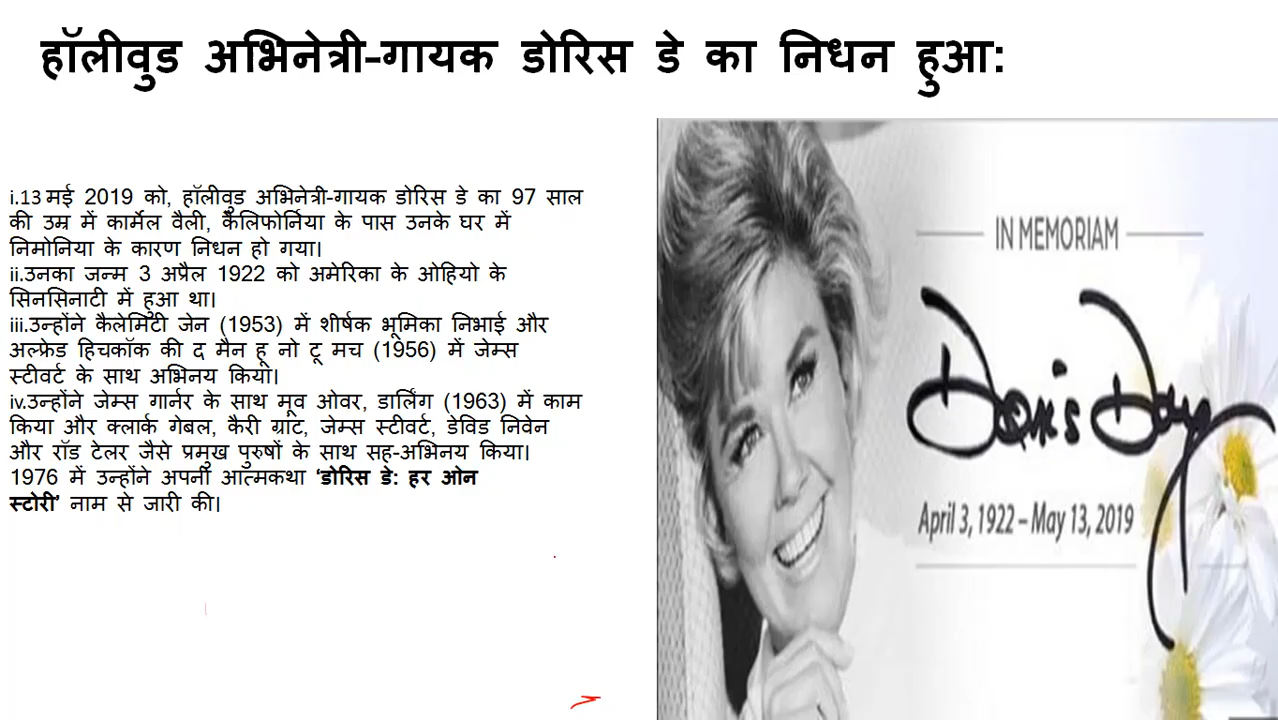 हॉलीवुड अभिनेत्री-गायक डोरिस डे का निधन हुआ:
i.13 मई 2019 को, हॉलीवुड अभिनेत्री-गायक डोरिस डे का 97 साल
की उम्र में कार्मेल वैली, कैलिफोर्निया के पास उनके घर में
निमोनिया के कारण निधन हो गया।
ii.उनका जन्म 3 अप्रैल 1922 को अमेरिका के ओहियो के
सिनसिनाटी में हुआ था।
iii.उन्होंने कैलेमिटी जेन (1953) में शीर्षक भूमिका निभाई और
अल्फ्रेड हिचकॉक की द मैन हू नो टू मच (1956) में जेम्स
स्टीवर्ट के साथ अभिनय किया।
iv.उन्होंने जेम्स गार्नर के साथ मूव ओवर, डार्लिंग (1963) में काम
किया और क्लार्क गेबल, कैरी ग्रांट, जेम्स स्टीवर्ट, डेविड निवेन
और रॉड टेलर जैसे प्रमुख पुरुषों के साथ सह-अभिनय किया।
1976 में उन्होंने अपनी आत्मकथा ‘डोरिस डे: हर ओन
स्टोरी’ नाम से जारी की।
IN MEMORIAM
Doris Day
April 3, 1922 – May 13, 2019